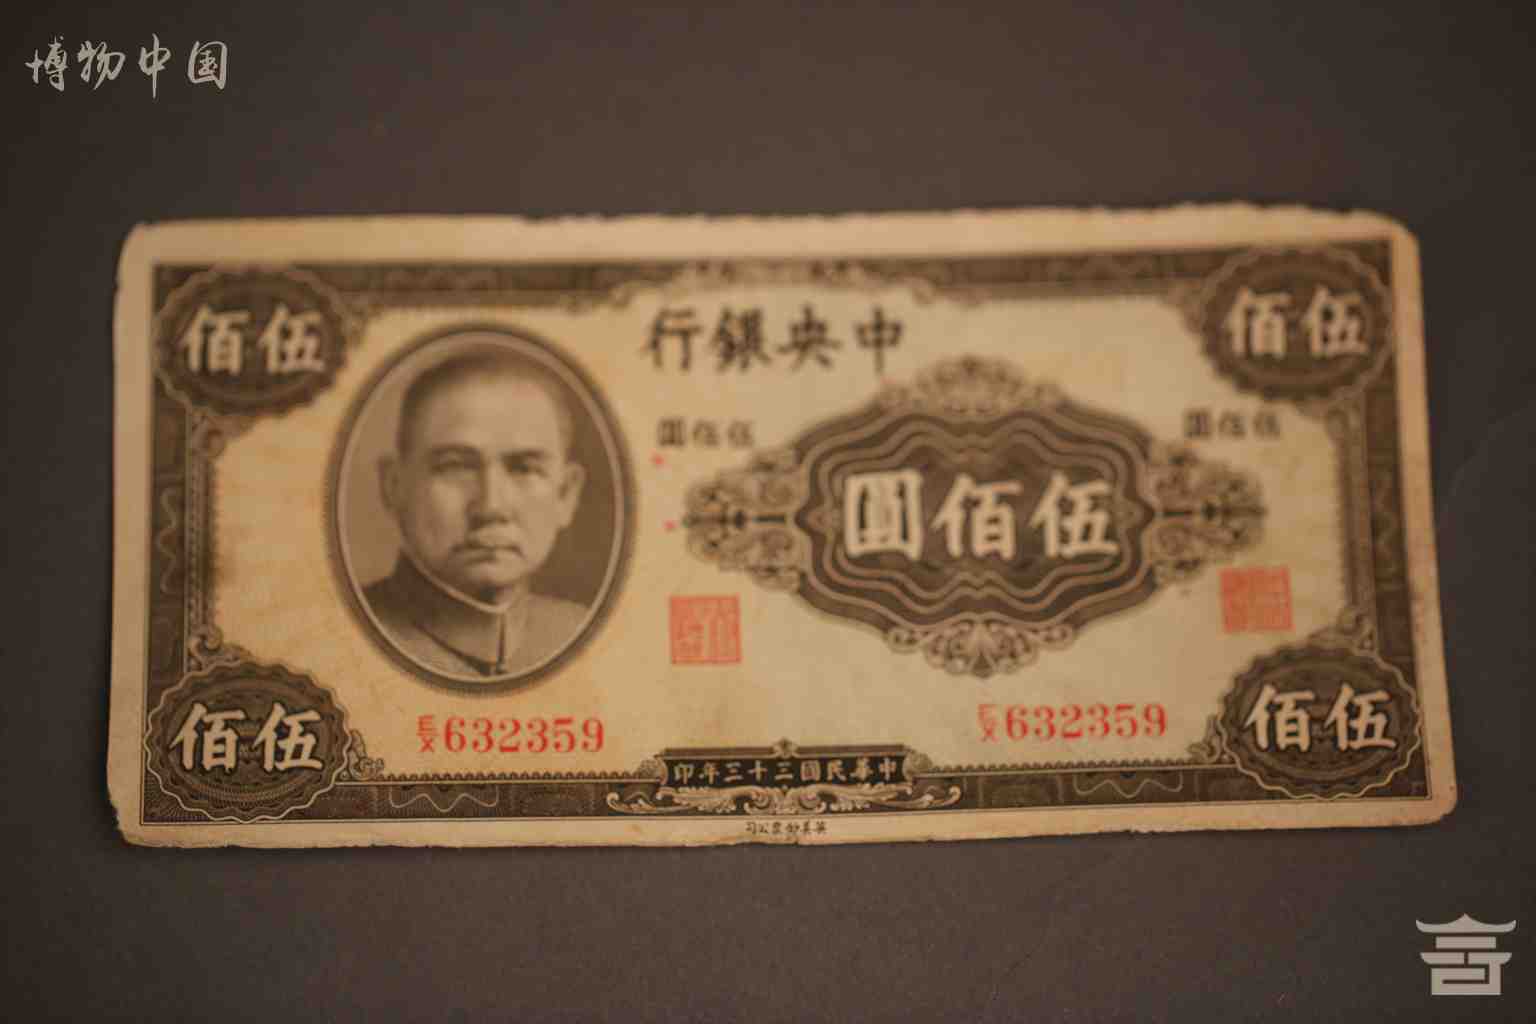 博物中国
伍佰
伍佰
中央銀行
伍佰圓
伍佰圓
伍佰圓
E/X 632359
E/X 632359
伍佰
伍佰
中華民國三十三年印